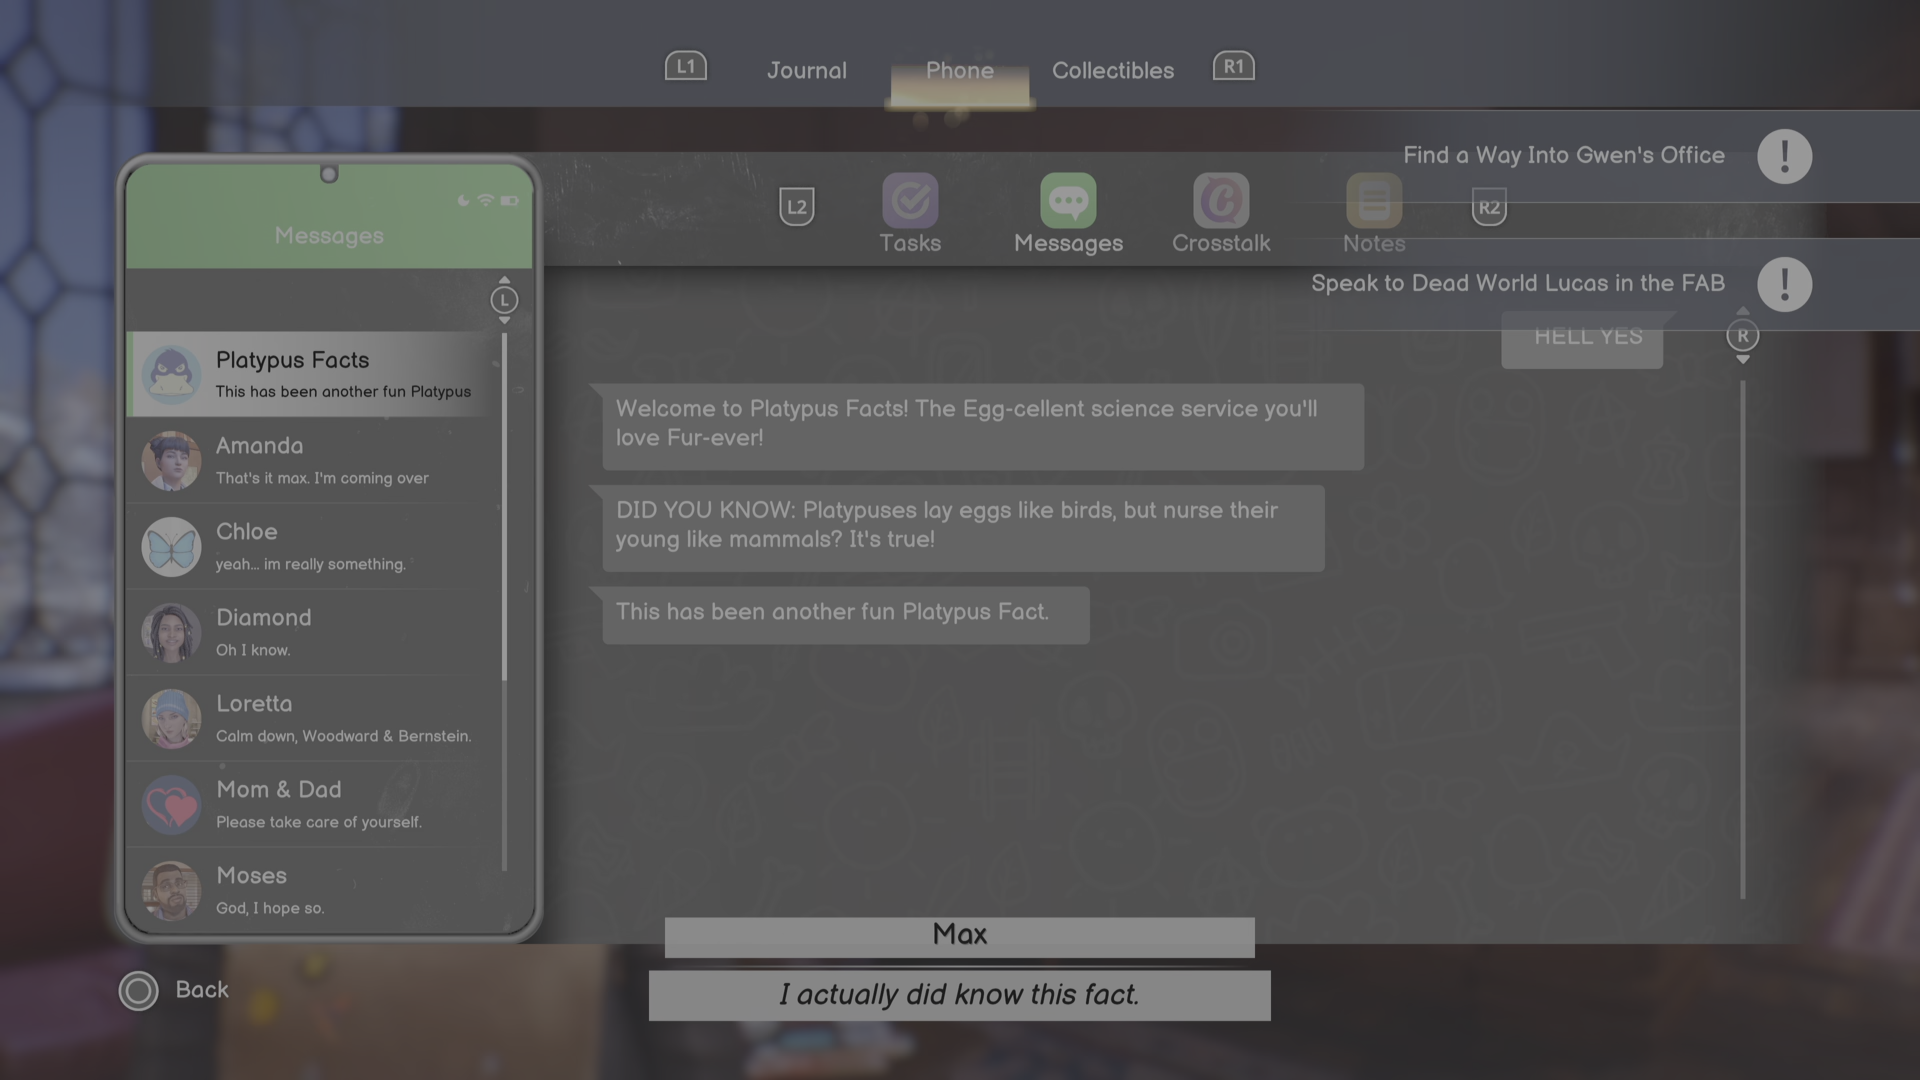 L1
Journal
Phone
Collectibles
R1
Find a Way Into Gwen's Office
!
L2
Tasks
Messages
Crosstalk
Notes
R2
Speak to Dead World Lucas in the FAB
!
Messages
L
Platypus Facts
This has been another fun Platypus
Amanda
That's it max. I'm coming over
Chloe
yeah... im really something.
Diamond
Oh I know.
Loretta
Calm down, Woodward & Bernstein.
Mom & Dad
Please take care of yourself.
Moses
God, I hope so.
HELL YES
R
Welcome to Platypus Facts! The Egg-cellent science service you'll
love Fur-ever!
DID YOU KNOW: Platypuses lay eggs like birds, but nurse their
young like mammals? It's true!
This has been another fun Platypus Fact.
Max
I actually did know this fact.
Back